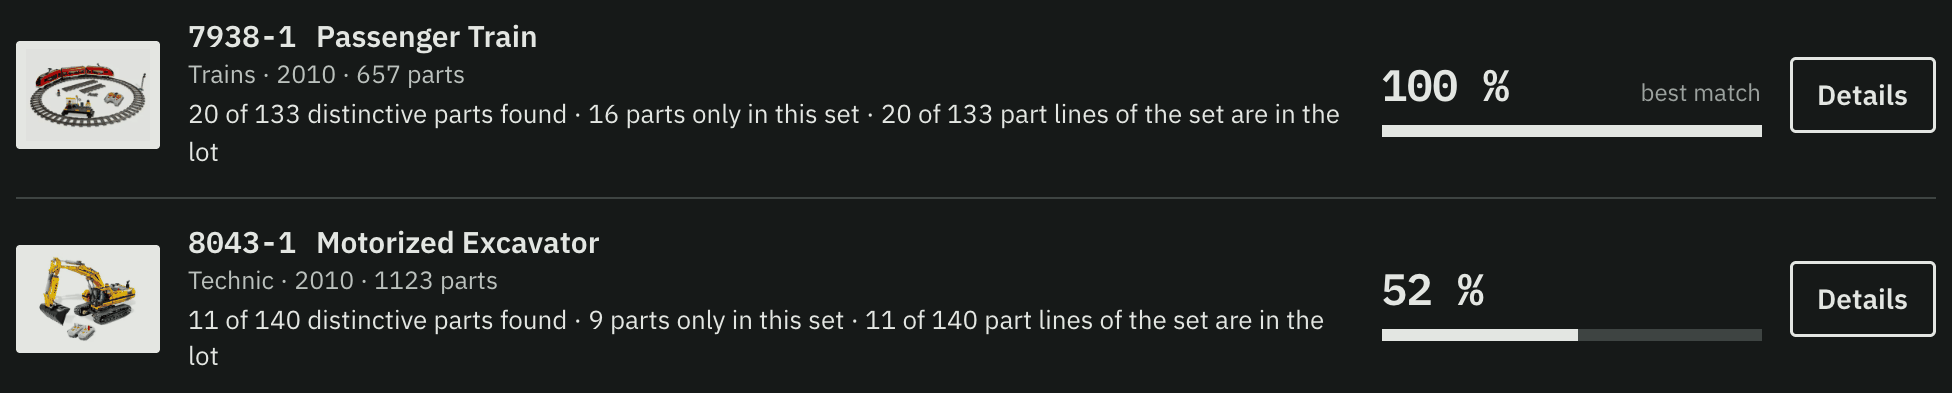 7938-1 Passenger Train
Trains · 2010 · 657 parts
20 of 133 distinctive parts found · 16 parts only in this set · 20 of 133 part lines of the set are in the
lot
100 %
best match
Details
8043-1 Motorized Excavator
Technic · 2010 · 1123 parts
11 of 140 distinctive parts found · 9 parts only in this set · 11 of 140 part lines of the set are in the
lot
52 %
Details